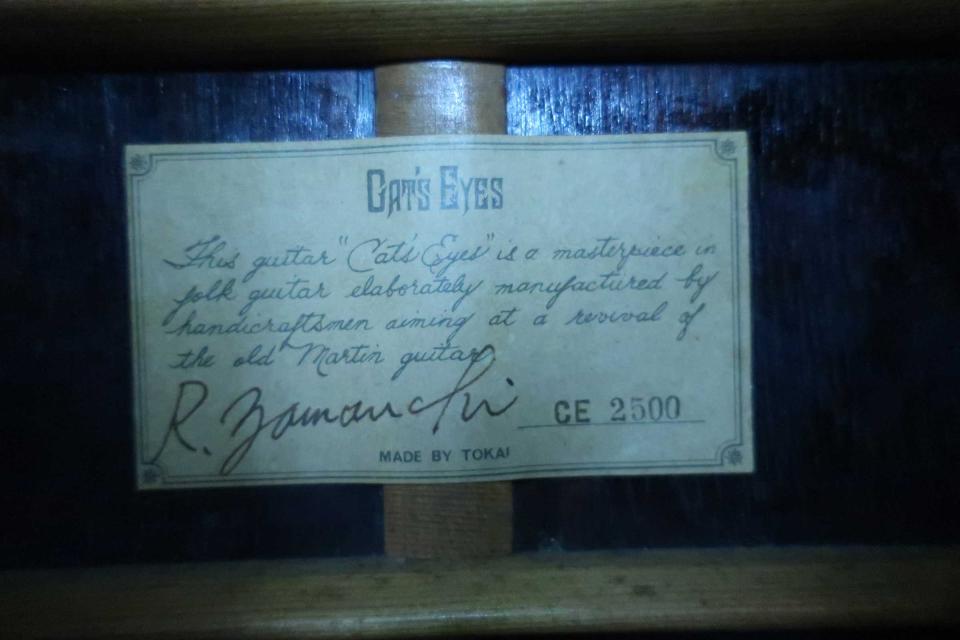 CAT'S EYES
This guitar "Cat's Eyes" is a masterpiece in
folk guitar elaborately manufactured by
handicraftsmen aiming at a revival of
the old Martin guitar
R. Yamanchi
CE 2500
MADE BY TOKAI